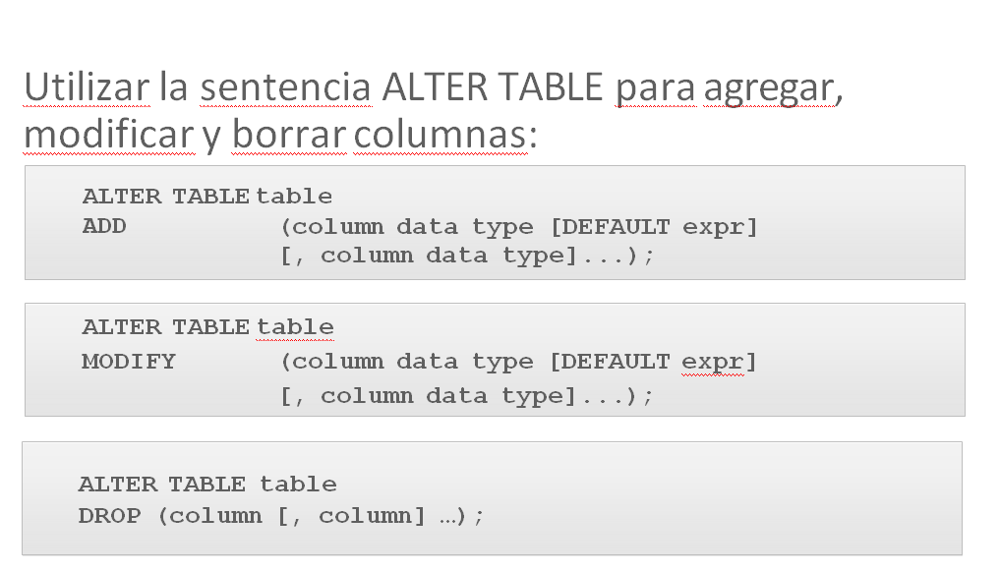 Utilizar la sentencia ALTER TABLE para agregar,
modificar y borrar columnas:
ALTER TABLE table
ADD (column data type [DEFAULT expr]
[, column data type]...);
ALTER TABLE table
MODIFY (column data type [DEFAULT expr]
[, column data type]...);
ALTER TABLE table
DROP (column [, column] …);